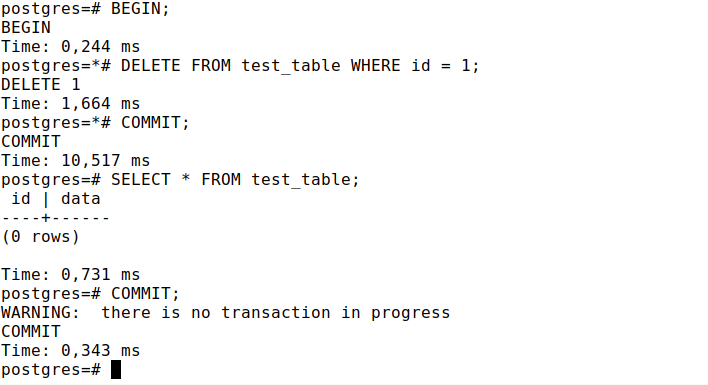 postgres=# BEGIN;
BEGIN
Time: 0,244 ms
postgres=*# DELETE FROM test_table WHERE id = 1;
DELETE 1
Time: 1,664 ms
postgres=*# COMMIT;
COMMIT
Time: 10,517 ms
postgres=# SELECT * FROM test_table;
 id | data
----+------
(0 rows)

Time: 0,731 ms
postgres=# COMMIT;
WARNING:  there is no transaction in progress
COMMIT
Time: 0,343 ms
postgres=#